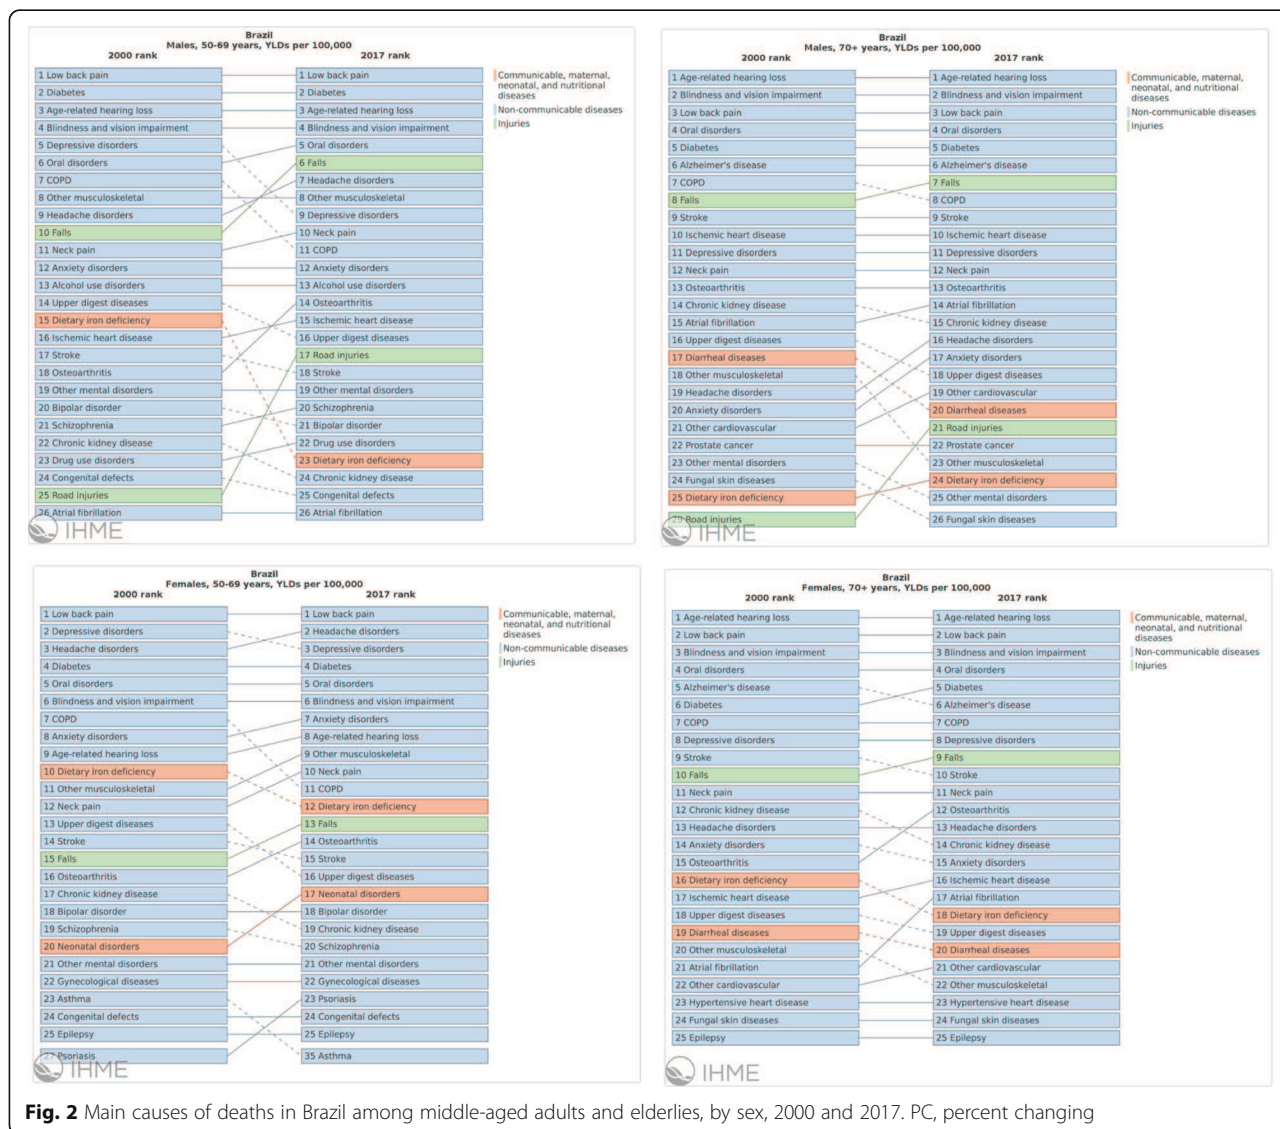 Brazil
Males, 50-69 years, YLDs per 100,000
2000 rank
2017 rank
1 Low back pain
2 Diabetes
3 Age-related hearing loss
4 Blindness and vision impairment
5 Depressive disorders
6 Oral disorders
7 COPD
8 Other musculoskeletal
9 Headache disorders
10 Falls
11 Neck pain
12 Anxiety disorders
13 Alcohol use disorders
14 Upper digest diseases
15 Dietary iron deficiency
16 Ischemic heart disease
17 Stroke
18 Osteoarthritis
19 Other mental disorders
20 Bipolar disorder
21 Schizophrenia
22 Chronic kidney disease
23 Drug use disorders
24 Congenital defects
25 Road injuries
26 Atrial fibrillation
1 Low back pain
2 Diabetes
3 Age-related hearing loss
4 Blindness and vision impairment
5 Oral disorders
6 Falls
7 Headache disorders
8 Other musculoskeletal
9 Depressive disorders
10 Neck pain
11 COPD
12 Anxiety disorders
13 Alcohol use disorders
14 Osteoarthritis
15 Ischemic heart disease
16 Upper digest diseases
17 Road injuries
18 Stroke
19 Other mental disorders
20 Schizophrenia
21 Bipolar disorder
22 Drug use disorders
23 Dietary iron deficiency
24 Chronic kidney disease
25 Congenital defects
26 Atrial fibrillation
Communicable, maternal,
neonatal, and nutritional
diseases
Non-communicable diseases
Injuries
IHME
Brazil
Males, 70+ years, YLDs per 100,000
2000 rank
2017 rank
1 Age-related hearing loss
2 Blindness and vision impairment
3 Low back pain
4 Oral disorders
5 Diabetes
6 Alzheimer's disease
7 COPD
8 Falls
9 Stroke
10 Ischemic heart disease
11 Depressive disorders
12 Neck pain
13 Osteoarthritis
14 Chronic kidney disease
15 Atrial fibrillation
16 Upper digest diseases
17 Diarrheal diseases
18 Other musculoskeletal
19 Headache disorders
20 Anxiety disorders
21 Other cardiovascular
22 Prostate cancer
23 Other mental disorders
24 Fungal skin diseases
25 Dietary iron deficiency
29 Road injuries
1 Age-related hearing loss
2 Blindness and vision impairment
3 Low back pain
4 Oral disorders
5 Diabetes
6 Alzheimer's disease
7 Falls
8 COPD
9 Stroke
10 Ischemic heart disease
11 Depressive disorders
12 Neck pain
13 Osteoarthritis
14 Atrial fibrillation
15 Chronic kidney disease
16 Headache disorders
17 Anxiety disorders
18 Upper digest diseases
19 Other cardiovascular
20 Diarrheal diseases
21 Road injuries
22 Prostate cancer
23 Other musculoskeletal
24 Dietary iron deficiency
25 Other mental disorders
26 Fungal skin diseases
Communicable, maternal,
neonatal, and nutritional
diseases
Non-communicable diseases
Injuries
IHME
Brazil
Females, 50-69 years, YLDs per 100,000
2000 rank
2017 rank
1 Low back pain
2 Depressive disorders
3 Headache disorders
4 Diabetes
5 Oral disorders
6 Blindness and vision impairment
7 COPD
8 Anxiety disorders
9 Age-related hearing loss
10 Dietary iron deficiency
11 Other musculoskeletal
12 Neck pain
13 Upper digest diseases
14 Stroke
15 Falls
16 Osteoarthritis
17 Chronic kidney disease
18 Bipolar disorder
19 Schizophrenia
20 Neonatal disorders
21 Other mental disorders
22 Gynecological diseases
23 Asthma
24 Congenital defects
25 Epilepsy
27 Psoriasis
1 Low back pain
2 Headache disorders
3 Depressive disorders
4 Diabetes
5 Oral disorders
6 Blindness and vision impairment
7 Anxiety disorders
8 Age-related hearing loss
9 Other musculoskeletal
10 Neck pain
11 COPD
12 Dietary iron deficiency
13 Falls
14 Osteoarthritis
15 Stroke
16 Upper digest diseases
17 Neonatal disorders
18 Bipolar disorder
19 Chronic kidney disease
20 Schizophrenia
21 Other mental disorders
22 Gynecological diseases
23 Psoriasis
24 Congenital defects
25 Epilepsy
35 Asthma
Communicable, maternal,
neonatal, and nutritional
diseases
Non-communicable diseases
Injuries
IHME
Brazil
Females, 70+ years, YLDs per 100,000
2000 rank
2017 rank
1 Age-related hearing loss
2 Low back pain
3 Blindness and vision impairment
4 Oral disorders
5 Alzheimer's disease
6 Diabetes
7 COPD
8 Depressive disorders
9 Stroke
10 Falls
11 Neck pain
12 Chronic kidney disease
13 Headache disorders
14 Anxiety disorders
15 Osteoarthritis
16 Dietary iron deficiency
17 Ischemic heart disease
18 Upper digest diseases
19 Diarrheal diseases
20 Other musculoskeletal
21 Atrial fibrillation
22 Other cardiovascular
23 Hypertensive heart disease
24 Fungal skin diseases
25 Epilepsy
1 Age-related hearing loss
2 Low back pain
3 Blindness and vision impairment
4 Oral disorders
5 Diabetes
6 Alzheimer's disease
7 COPD
8 Depressive disorders
9 Falls
10 Stroke
11 Neck pain
12 Osteoarthritis
13 Headache disorders
14 Chronic kidney disease
15 Anxiety disorders
16 Ischemic heart disease
17 Atrial fibrillation
18 Dietary iron deficiency
19 Upper digest diseases
20 Diarrheal diseases
21 Other cardiovascular
22 Other musculoskeletal
23 Hypertensive heart disease
24 Fungal skin diseases
25 Epilepsy
Communicable, maternal,
neonatal, and nutritional
diseases
Non-communicable diseases
Injuries
IHME
Fig. 2 Main causes of deaths in Brazil among middle-aged adults and elderlies, by sex, 2000 and 2017. PC, percent changing